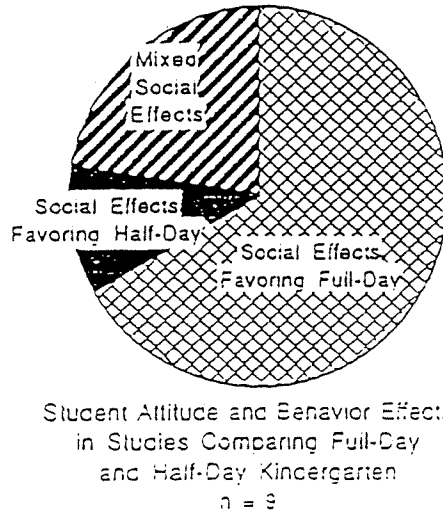 Mixed
Social
Effects
Social Effects
Favoring Half-Day
Social Effects
Favoring Full-Day
Student Attitude and Behavior Effect
in Studies Comparing Full-Day
and Half-Day Kindergarten
n = 9